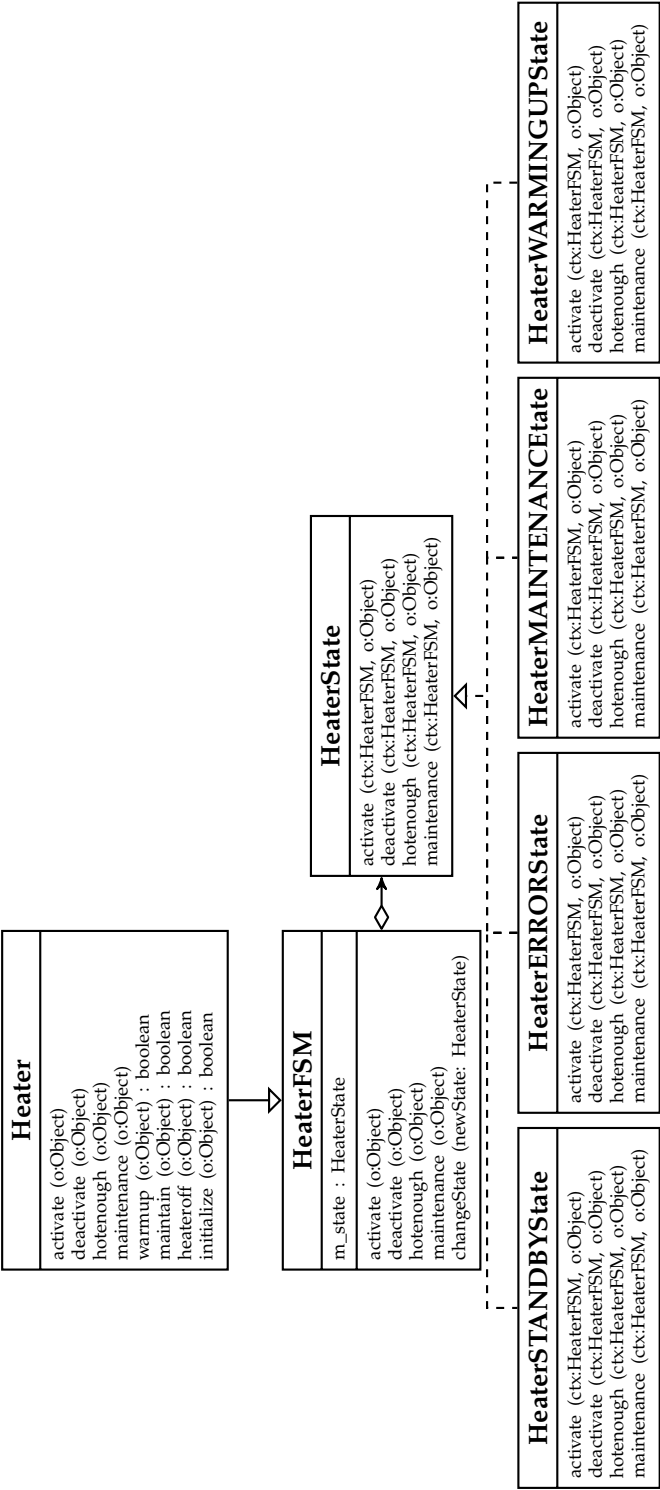 Heater
activate (o:Object)
deactivate (o:Object)
hotenough (o:Object)
maintenance (o:Object)
warmup (o:Object) : boolean
maintain (o:Object) : boolean
heateroff (o:Object) : boolean
initialize (o:Object) : boolean
HeaterFSM
m_state : HeaterState
activate (o:Object)
deactivate (o:Object)
hotenough (o:Object)
maintenance (o:Object)
changeState (newState: HeaterState)
HeaterState
activate (ctx:HeaterFSM, o:Object)
deactivate (ctx:HeaterFSM, o:Object)
hotenough (ctx:HeaterFSM, o:Object)
maintenance (ctx:HeaterFSM, o:Object)
HeaterSTANDBYState
activate (ctx:HeaterFSM, o:Object)
deactivate (ctx:HeaterFSM, o:Object)
hotenough (ctx:HeaterFSM, o:Object)
maintenance (ctx:HeaterFSM, o:Object)
HeaterERRORState
activate (ctx:HeaterFSM, o:Object)
deactivate (ctx:HeaterFSM, o:Object)
hotenough (ctx:HeaterFSM, o:Object)
maintenance (ctx:HeaterFSM, o:Object)
HeaterMAINTENANCEtate
activate (ctx:HeaterFSM, o:Object)
deactivate (ctx:HeaterFSM, o:Object)
hotenough (ctx:HeaterFSM, o:Object)
maintenance (ctx:HeaterFSM, o:Object)
HeaterWARMINGUPState
activate (ctx:HeaterFSM, o:Object)
deactivate (ctx:HeaterFSM, o:Object)
hotenough (ctx:HeaterFSM, o:Object)
maintenance (ctx:HeaterFSM, o:Object)